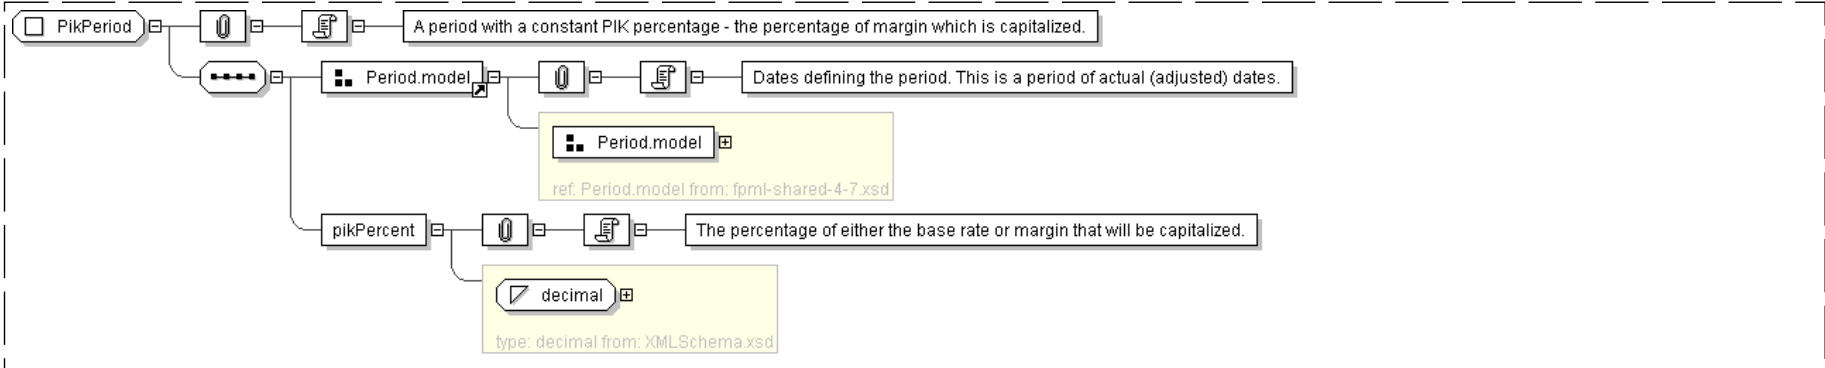 PikPeriod
A period with a constant PIK percentage - the percentage of margin which is capitalized.
Period.model
Dates defining the period. This is a period of actual (adjusted) dates.
Period.model
ref: Period.model from: fpml-shared-4-7.xsd
pikPercent
The percentage of either the base rate or margin that will be capitalized.
decimal
type: decimal from: XMLSchema.xsd